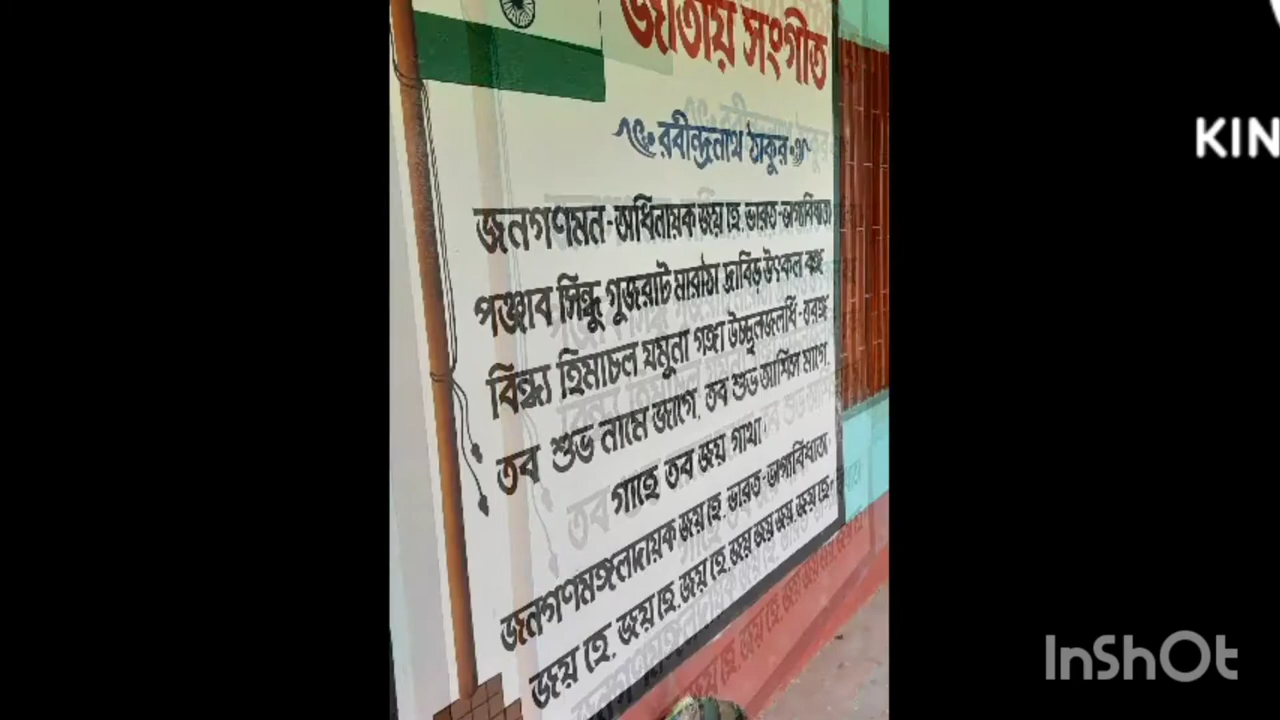 জাতীয় সংগীত
রবীন্দ্রনাথ ঠাকুর
জনগণমন-অধিনায়ক জয় হে. ভারত-ভাগ্যবিধাতা
পঞ্জাব সিন্ধু গুজরাট মারাঠা দ্রাবিড় উৎকল বঙ্গ
বিন্ধ্য হিমাচল যমুনা গঙ্গা উচ্ছ্বলজলধি-তরঙ্গ
তব শুভ নামে জাগে. তব শুভ আশিস মাগে.
গাহে তব জয় গাথা।
জনগণমঙ্গলদায়ক জয় হে. ভারত-ভাগ্যবিধাতা.
জয় হে. জয় হে. জয় হে. জয় জয় জয়. জয় হে॥
KIN
InShOt